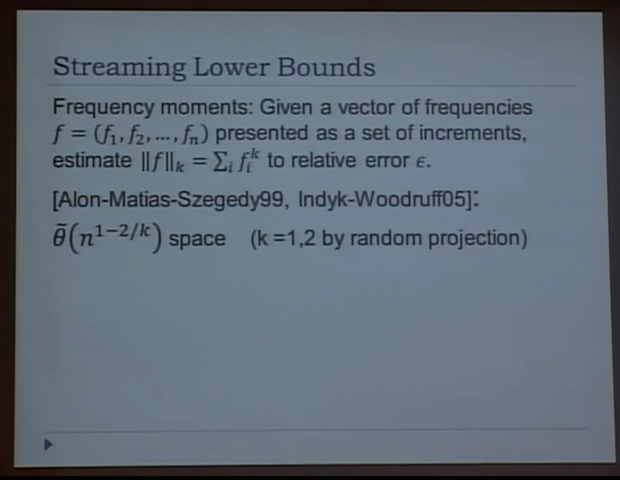 Streaming Lower Bounds
Frequency moments: Given a vector of frequencies
f = (f₁, f₂, ..., fₙ) presented as a set of increments,
estimate ‖f‖ₖ = Σᵢ fᵢᵏ to relative error ϵ.
[Alon-Matias-Szegedy99, Indyk-Woodruff05]:
θ̃(n^{1−2/k}) space (k =1,2 by random projection)